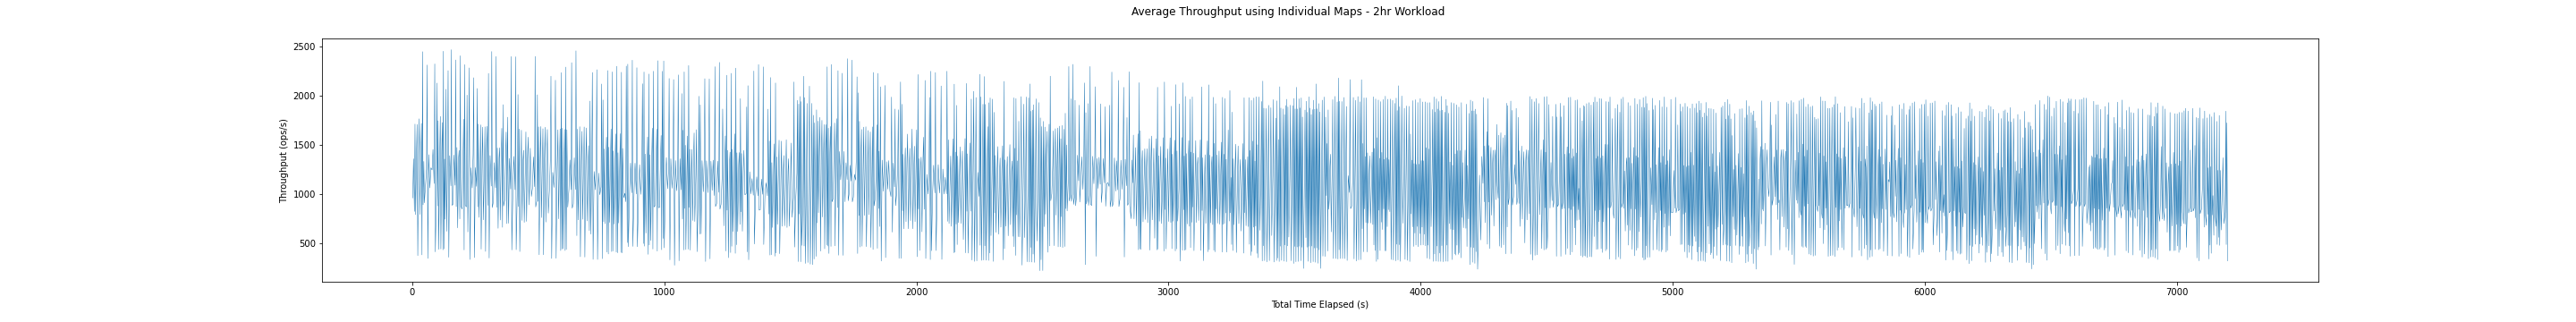 Average Throughput using Individual Maps - 2hr Workload
2500
2000
1500
1000
500
Throughput (ops/s)
0 1000 2000 3000 4000 5000 6000 7000
Total Time Elapsed (s)